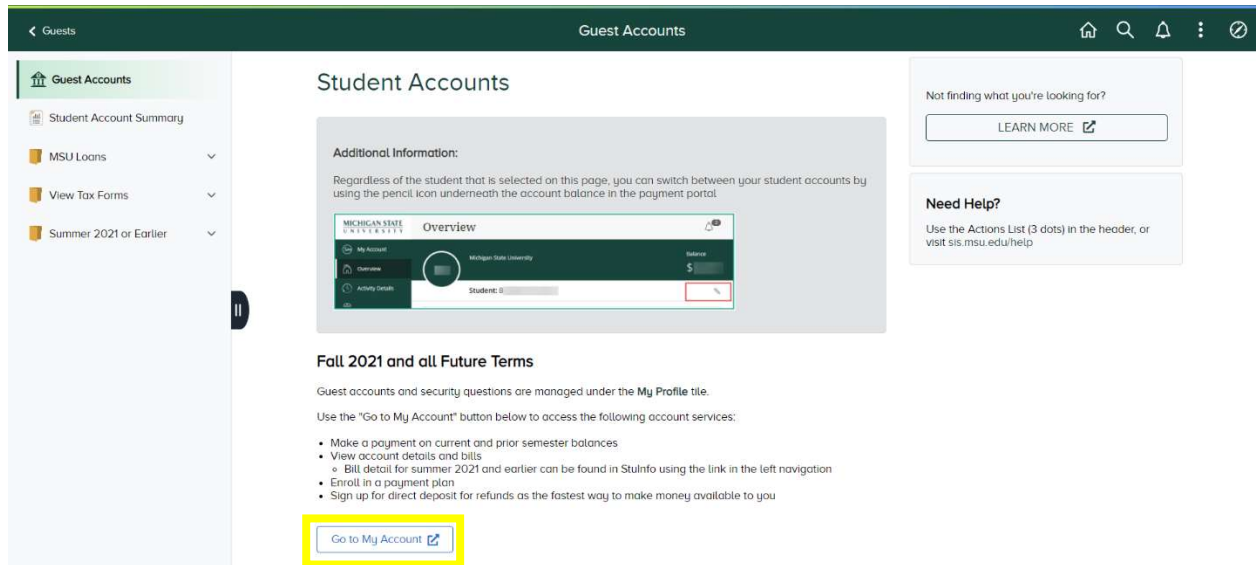 Guests
Guest Accounts
Guest Accounts
Student Account Summary
MSU Loans
View Tax Forms
Summer 2021 or Earlier
Student Accounts
Additional Information:
Regardless of the student that is selected on this page, you can switch between your student accounts by
using the pencil icon underneath the account balance in the payment portal
MICHIGAN STATE
UNIVERSITY
Overview
My Account
Overview
Activity Details
Michigan State University
Balance
$
Student:
Fall 2021 and all Future Terms
Guest accounts and security questions are managed under the My Profile tile.
Use the "Go to My Account" button below to access the following account services:
• Make a payment on current and prior semester balances
• View account details and bills
◦ Bill detail for summer 2021 and earlier can be found in StuInfo using the link in the left navigation
• Enroll in a payment plan
• Sign up for direct deposit for refunds as the fastest way to make money available to you
Go to My Account
Not finding what you're looking for?
LEARN MORE
Need Help?
Use the Actions List (3 dots) in the header, or
visit sis.msu.edu/help